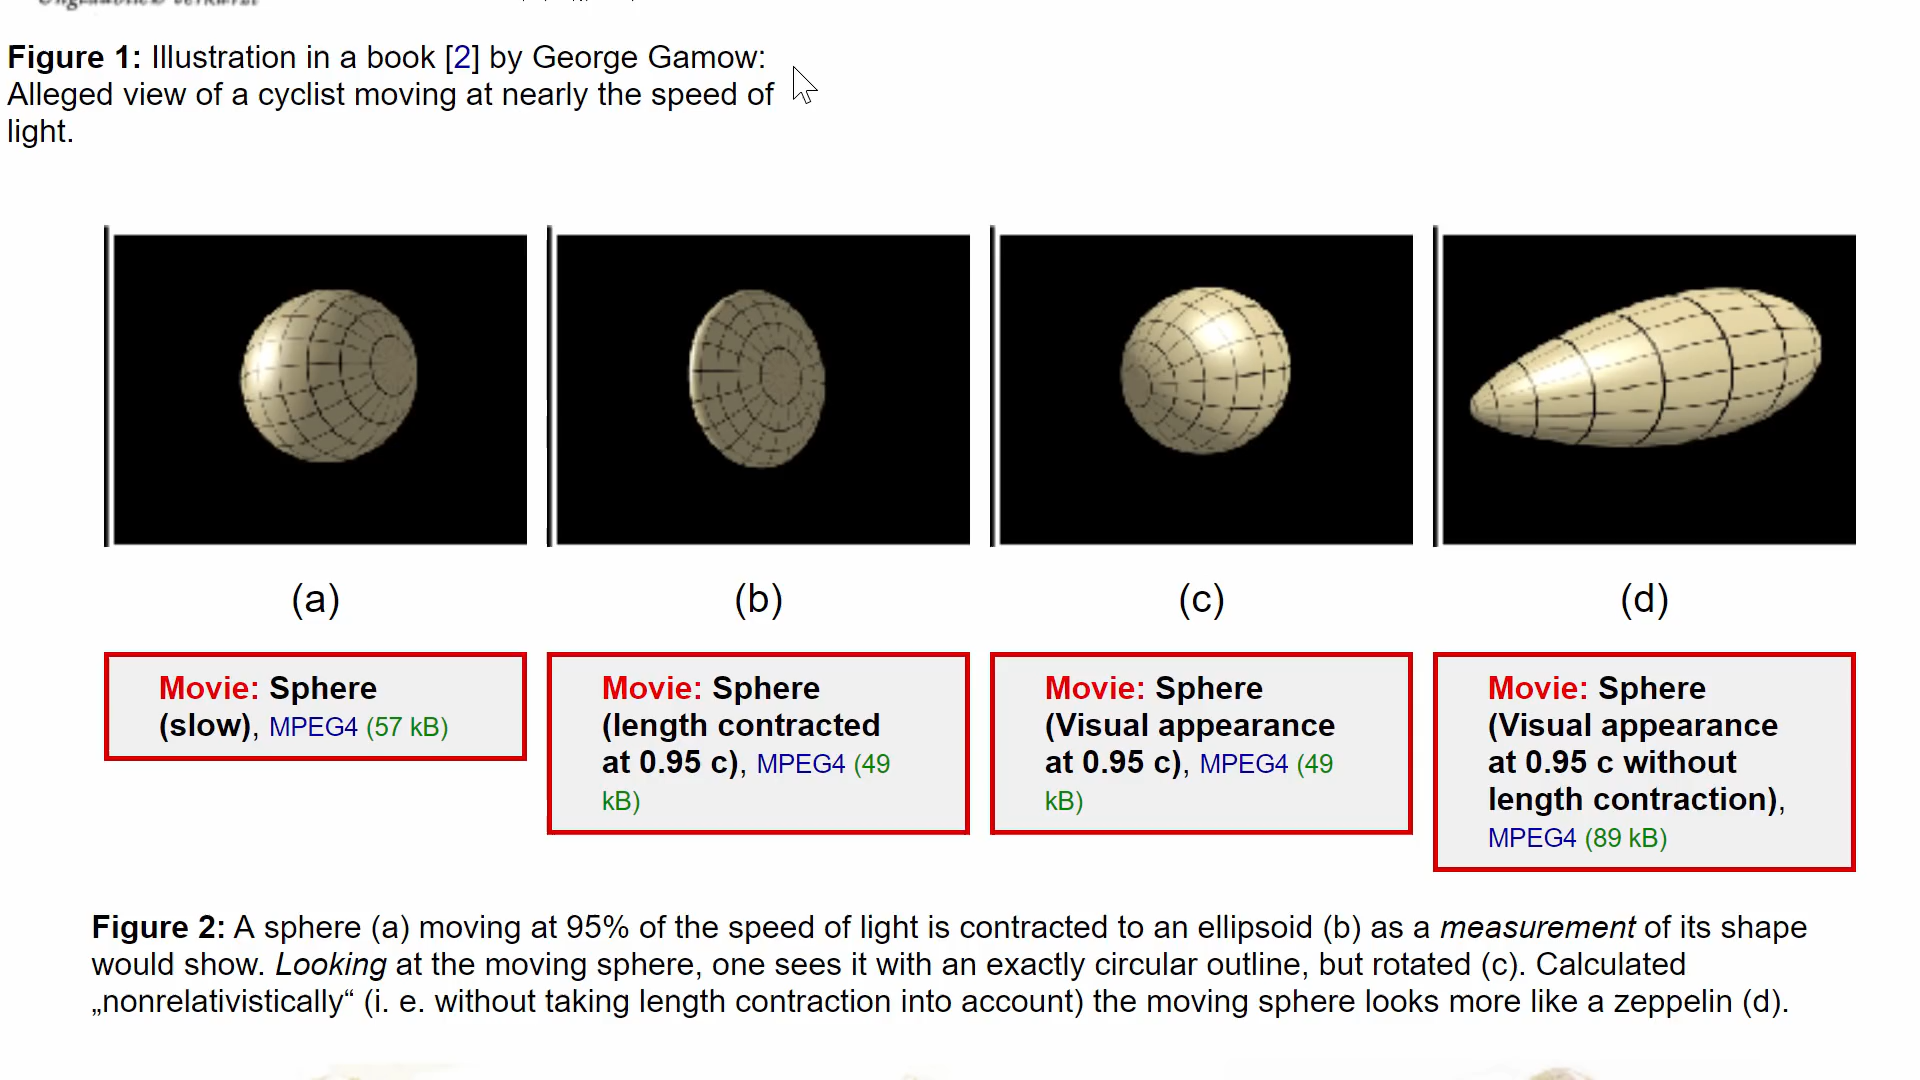 Figure 1: Illustration in a book [2] by George Gamow:
Alleged view of a cyclist moving at nearly the speed of
light.
(a)
(b)
(c)
(d)
Movie: Sphere
(slow), MPEG4 (57 kB)
Movie: Sphere
(length contracted
at 0.95 c), MPEG4 (49
kB)
Movie: Sphere
(Visual appearance
at 0.95 c), MPEG4 (49
kB)
Movie: Sphere
(Visual appearance
at 0.95 c without
length contraction),
MPEG4 (89 kB)
Figure 2: A sphere (a) moving at 95% of the speed of light is contracted to an ellipsoid (b) as a measurement of its shape
would show. Looking at the moving sphere, one sees it with an exactly circular outline, but rotated (c). Calculated
„nonrelativistically“ (i. e. without taking length contraction into account) the moving sphere looks more like a zeppelin (d).